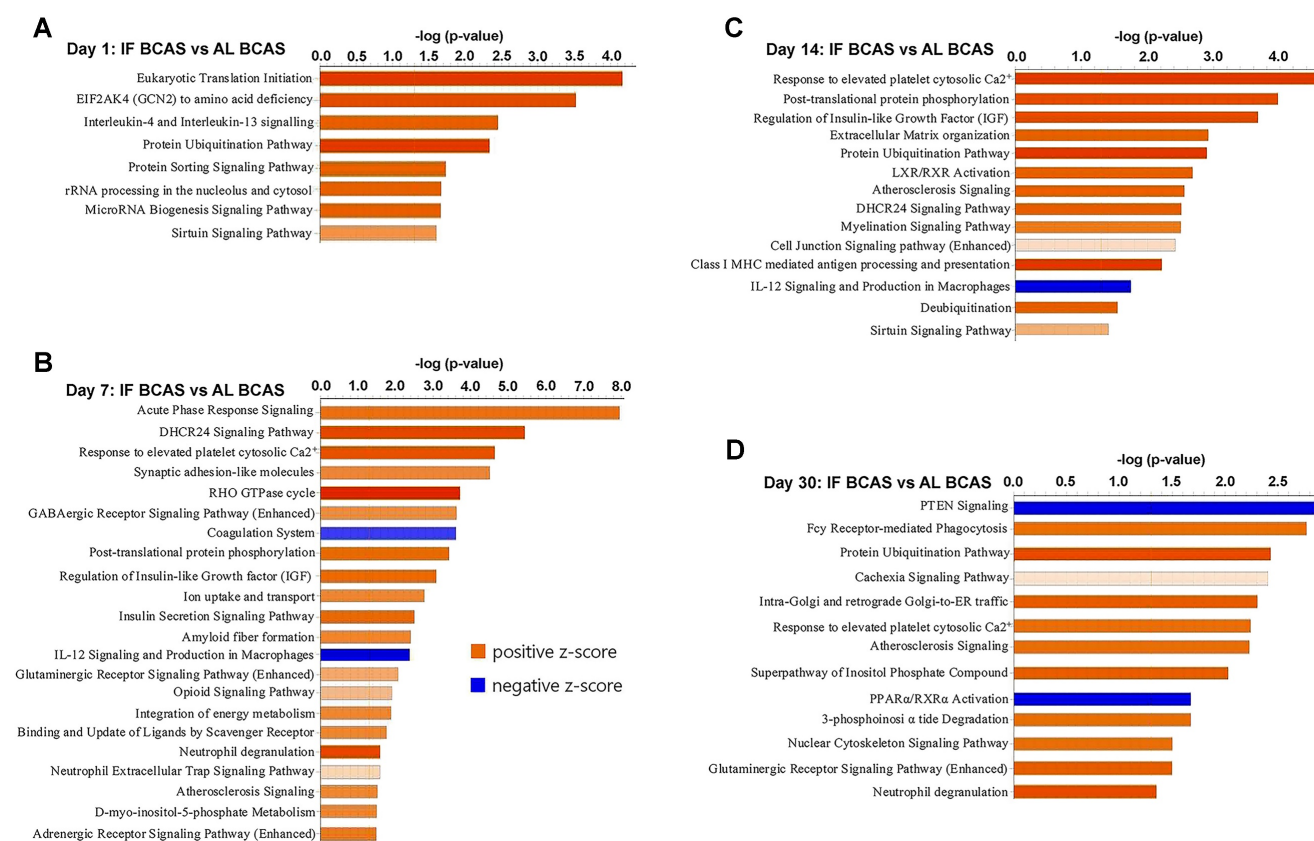 A
Day 1: IF BCAS vs AL BCAS
-log (p-value)
0.0 0.5 1.0 1.5 2.0 2.5 3.0 3.5 4.0
Eukaryotic Translation Initiation
EIF2AK4 (GCN2) to amino acid deficiency
Interleukin-4 and Interleukin-13 signalling
Protein Ubiquitination Pathway
Protein Sorting Signaling Pathway
rRNA processing in the nucleolus and cytosol
MicroRNA Biogenesis Signaling Pathway
Sirtuin Signaling Pathway
B
Day 7: IF BCAS vs AL BCAS
-log (p-value)
0.0 1.0 2.0 3.0 4.0 5.0 6.0 7.0 8.0
Acute Phase Response Signaling
DHCR24 Signaling Pathway
Response to elevated platelet cytosolic Ca2+
Synaptic adhesion-like molecules
RHO GTPase cycle
GABAergic Receptor Signaling Pathway (Enhanced)
Coagulation System
Post-translational protein phosphorylation
Regulation of Insulin-like Growth factor (IGF)
Ion uptake and transport
Insulin Secretion Signaling Pathway
Amyloid fiber formation
IL-12 Signaling and Production in Macrophages
Glutaminergic Receptor Signaling Pathway (Enhanced)
Opioid Signaling Pathway
Integration of energy metabolism
Binding and Update of Ligands by Scavenger Receptor
Neutrophil degranulation
Neutrophil Extracellular Trap Signaling Pathway
Atherosclerosis Signaling
D-myo-inositol-5-phosphate Metabolism
Adrenergic Receptor Signaling Pathway (Enhanced)
positive z-score
negative z-score
C
Day 14: IF BCAS vs AL BCAS
-log (p-value)
0.0 1.0 2.0 3.0 4.0
Response to elevated platelet cytosolic Ca2+
Post-translational protein phosphorylation
Regulation of Insulin-like Growth Factor (IGF)
Extracellular Matrix organization
Protein Ubiquitination Pathway
LXR/RXR Activation
Atherosclerosis Signaling
DHCR24 Signaling Pathway
Myelination Signaling Pathway
Cell Junction Signaling pathway (Enhanced)
Class I MHC mediated antigen processing and presentation
IL-12 Signaling and Production in Macrophages
Deubiquitination
Sirtuin Signaling Pathway
D
Day 30: IF BCAS vs AL BCAS
-log (p-value)
0.0 0.5 1.0 1.5 2.0 2.5
PTEN Signaling
Fcy Receptor-mediated Phagocytosis
Protein Ubiquitination Pathway
Cachexia Signaling Pathway
Intra-Golgi and retrograde Golgi-to-ER traffic
Response to elevated platelet cytosolic Ca2+
Atherosclerosis Signaling
Superpathway of Inositol Phosphate Compound
PPARα/RXRα Activation
3-phosphoinosi α tide Degradation
Nuclear Cytoskeleton Signaling Pathway
Glutaminergic Receptor Signaling Pathway (Enhanced)
Neutrophil degranulation